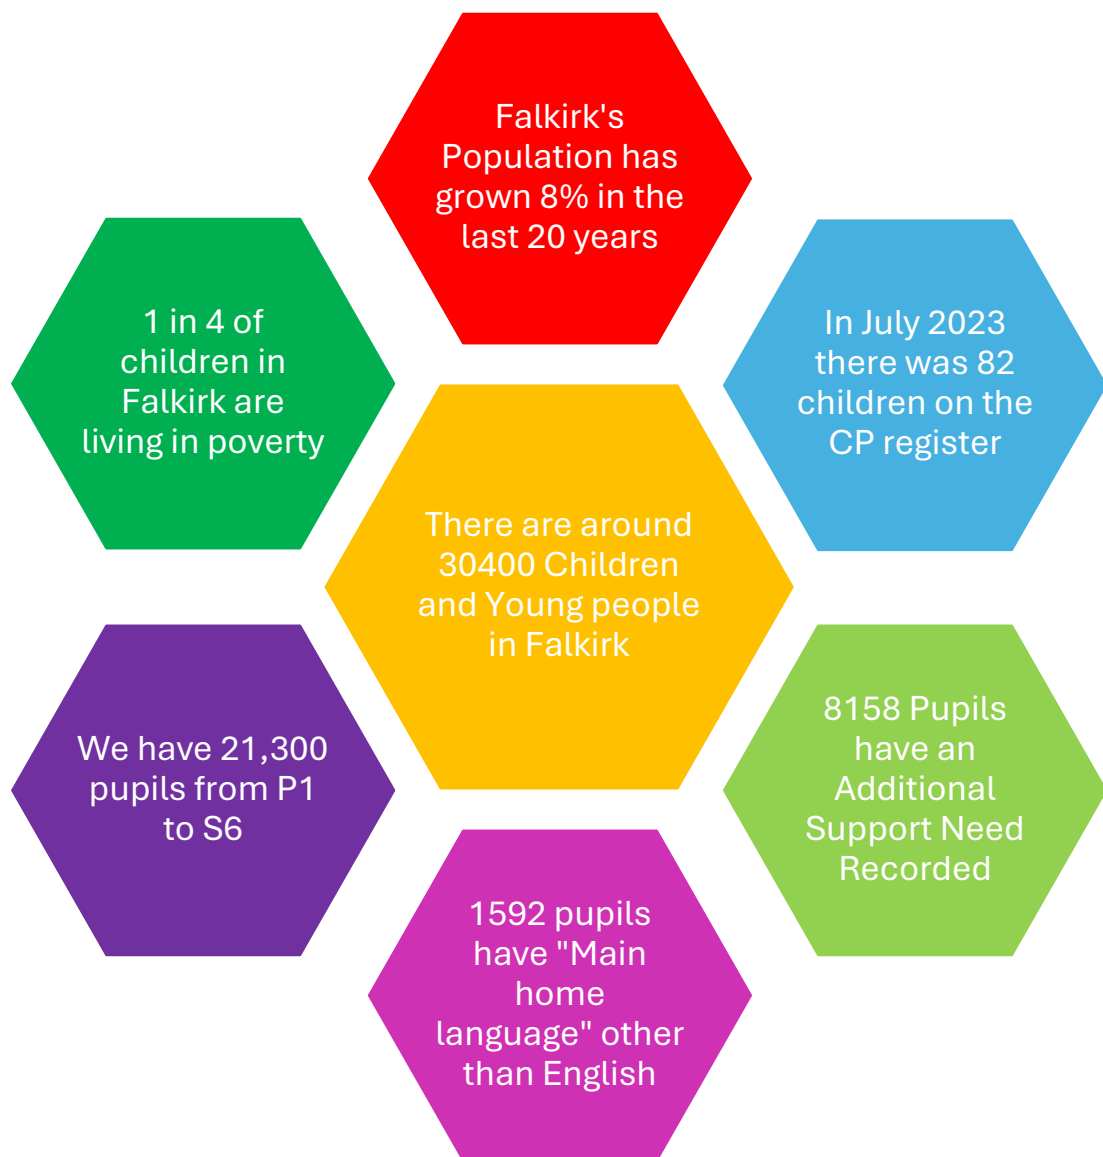 Falkirk's
Population has
grown 8% in the
last 20 years
1 in 4 of
children in
Falkirk are
living in poverty
In July 2023
there was 82
children on the
CP register
There are around
30400 Children
and Young people
in Falkirk
We have 21,300
pupils from P1
to S6
8158 Pupils
have an
Additional
Support Need
Recorded
1592 pupils
have "Main
home
language" other
than English